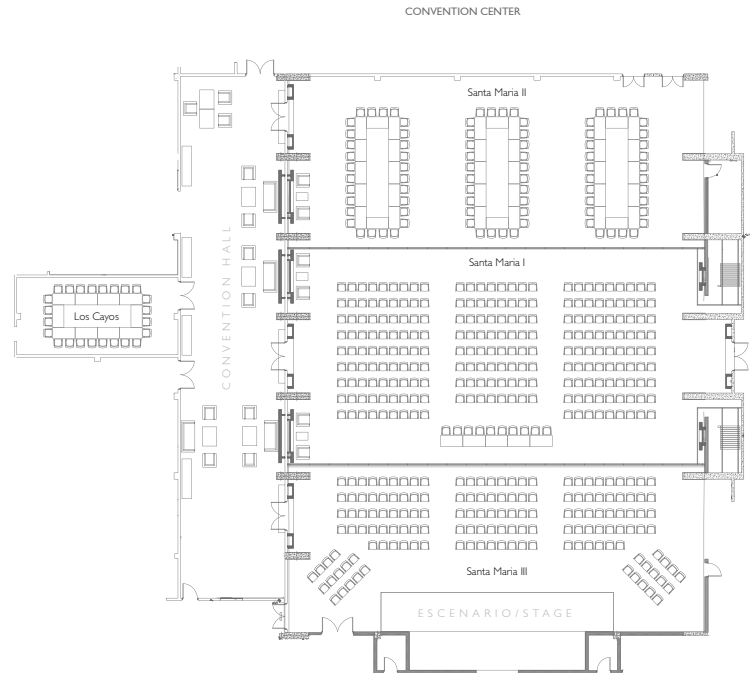 CONVENTION CENTER
Santa Maria II
Santa Maria I
CONVENTION HALL
Los Cayos
Santa Maria III
ESCENARIO/STAGE